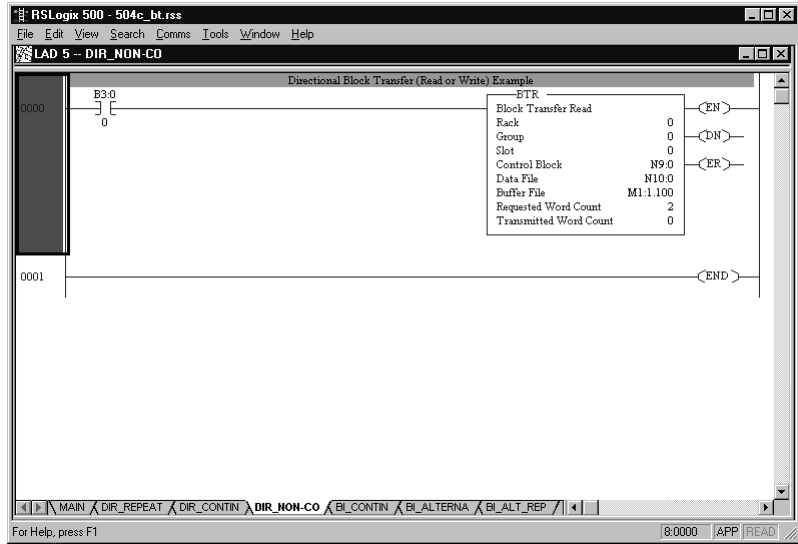 RSLogix 500 - 504c_bt.rss
File Edit View Search Comms Tools Window Help
LAD 5 -- DIR_NON-CO
Directional Block Transfer (Read or Write) Example
0000
B3:0
0
BTR
Block Transfer Read
Rack 0
Group 0
Slot 0
Control Block N9:0
Data File N10:0
Buffer File M1:1.100
Requested Word Count 2
Transmitted Word Count 0
EN
DN
ER
0001
END
MAIN DIR_REPEAT DIR_CONTIN DIR_NON-CO BI_CONTIN BI_ALTERNA BI_ALT_REP
For Help, press F1 8:0000 APP READ